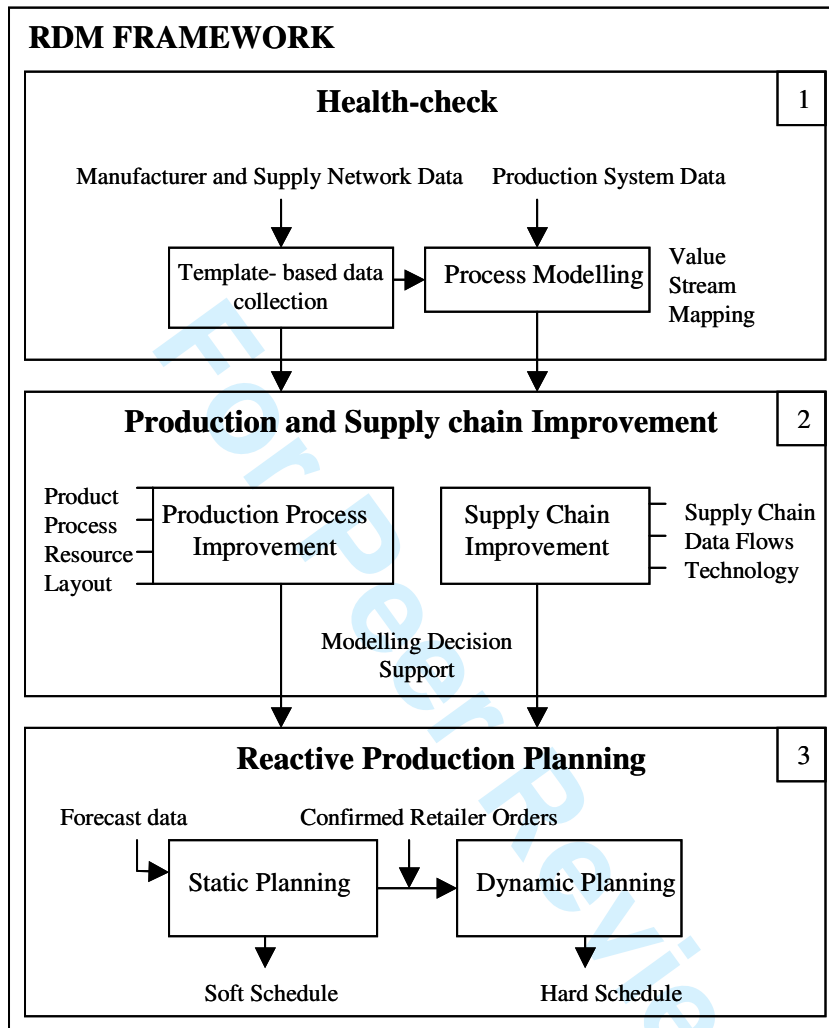 RDM FRAMEWORK
Health-check
1
Manufacturer and Supply Network Data
Production System Data
Template- based data
collection
Process Modelling
Value
Stream
Mapping
Production and Supply chain Improvement
2
Product
Process
Resource
Layout
Production Process
Improvement
Supply Chain
Improvement
Supply Chain
Data Flows
Technology
Modelling Decision
Support
Reactive Production Planning
3
Forecast data
Confirmed Retailer Orders
Static Planning
Dynamic Planning
Soft Schedule
Hard Schedule
For Peer Revie